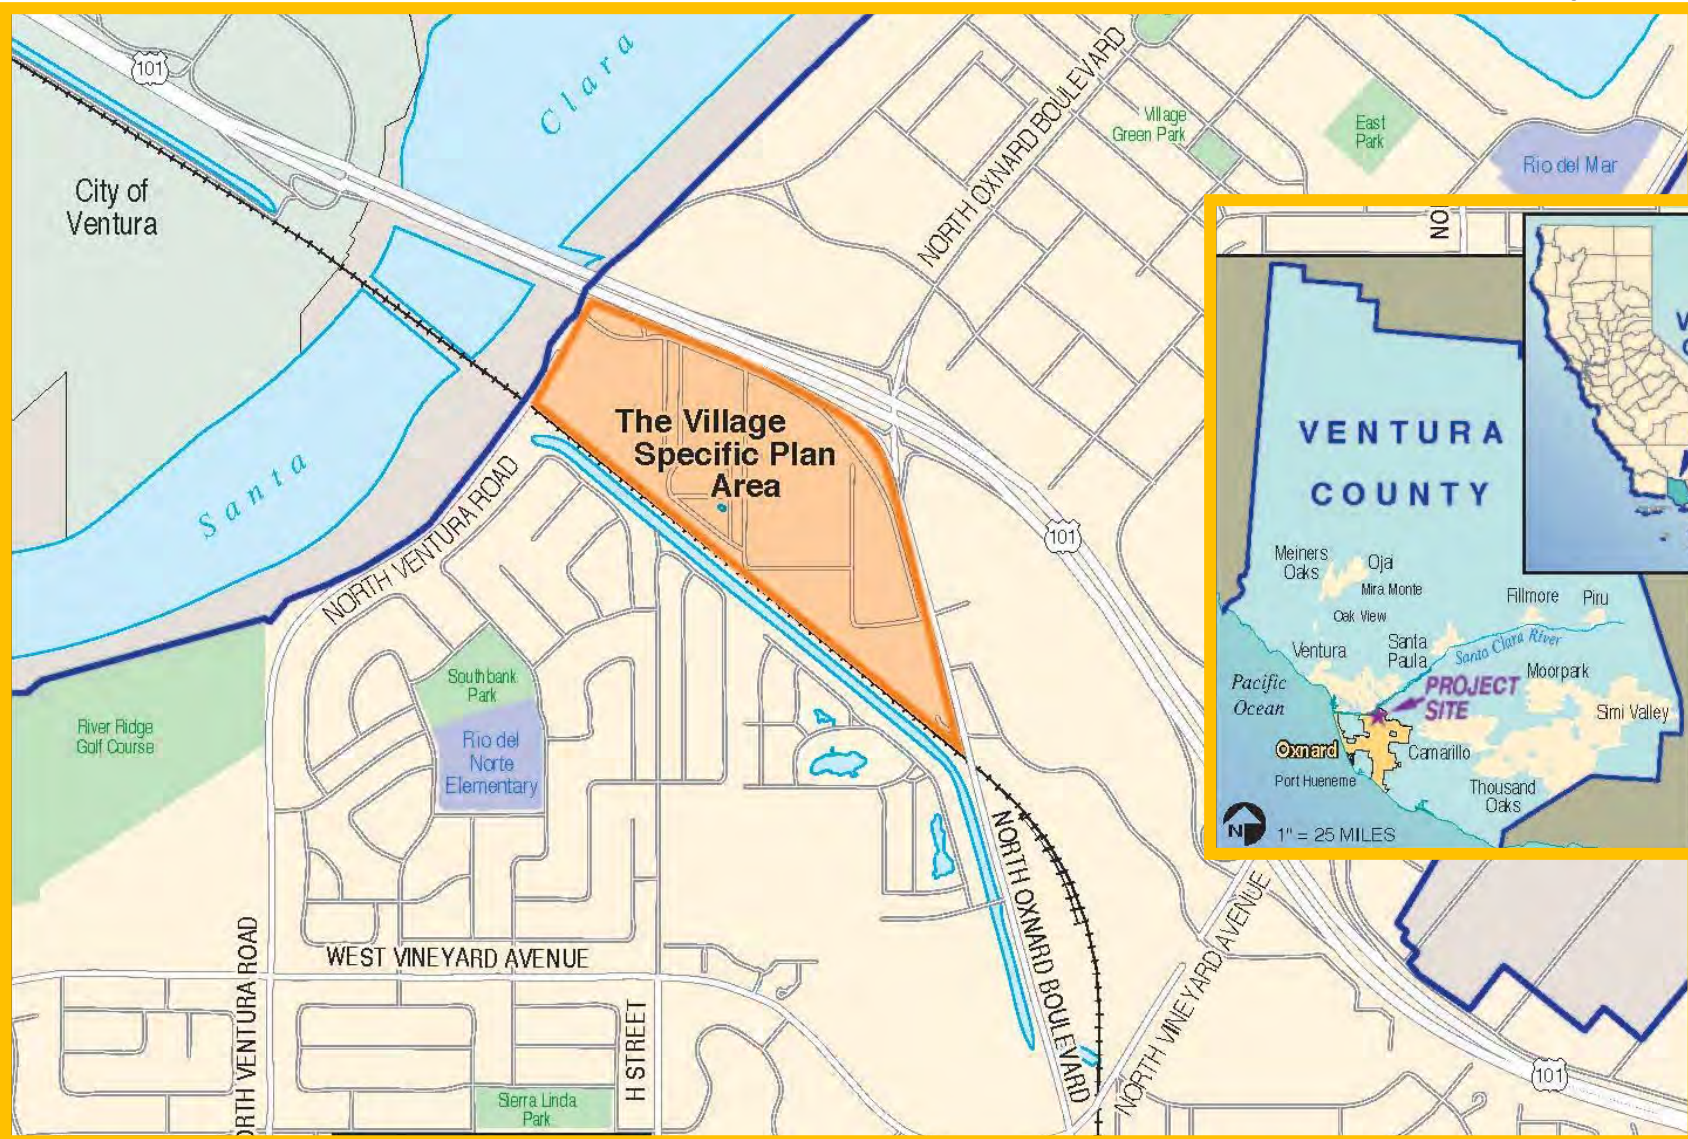 101
Clara
City of
Ventura
Santa
NORTH OXNARD BOULEVARD
Village
Green Park
East
Park
Rio del Mar
The Village
Specific Plan
Area
NORTH VENTURA ROAD
101
Southbank
Park
Rio del
Norte
Elementary
River Ridge
Golf Course
NORTH OXNARD BOULEVARD
NORTH VINEYARD AVENUE
WEST VINEYARD AVENUE
H STREET
Sierra Linda
Park
101
VENTURA
COUNTY
Meiners
Oaks
Ojai
Mira Monte
Oak View
Fillmore
Piru
Ventura
Santa
Paula
Santa Clara River
Moorpark
Pacific
Ocean
PROJECT
SITE
Simi Valley
Oxnard
Camarillo
Port Hueneme
Thousand
Oaks
N
1" = 25 MILES